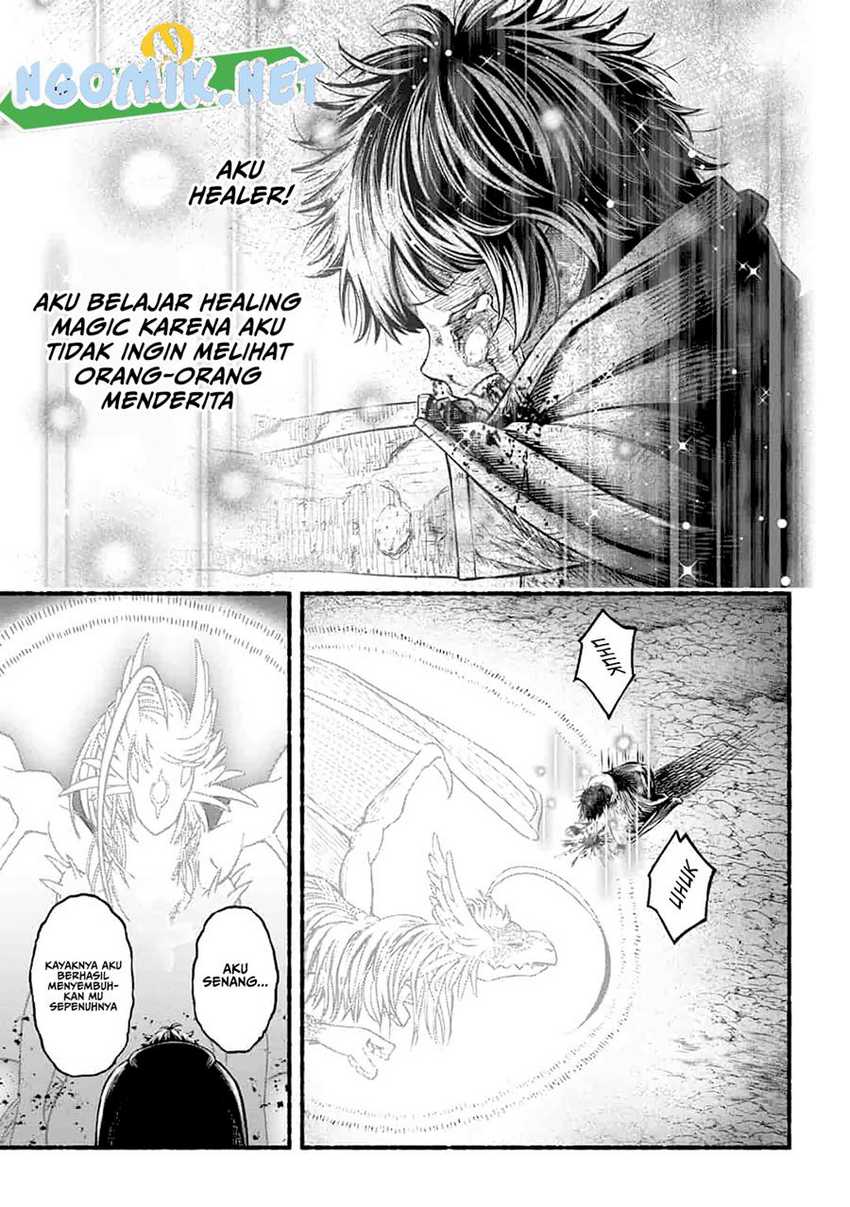 NGOMIK.NET
AKU
HEALER!
AKU BELAJAR HEALING
MAGIC KARENA AKU
TIDAK INGIN MELIHAT
ORANG-ORANG
MENDERITA
UHUK
UHUK
AKU
SENANG...
KAYAKNYA AKU
BERHASIL
MENYEMBUH-
KAN MU
SEPENUHNYA